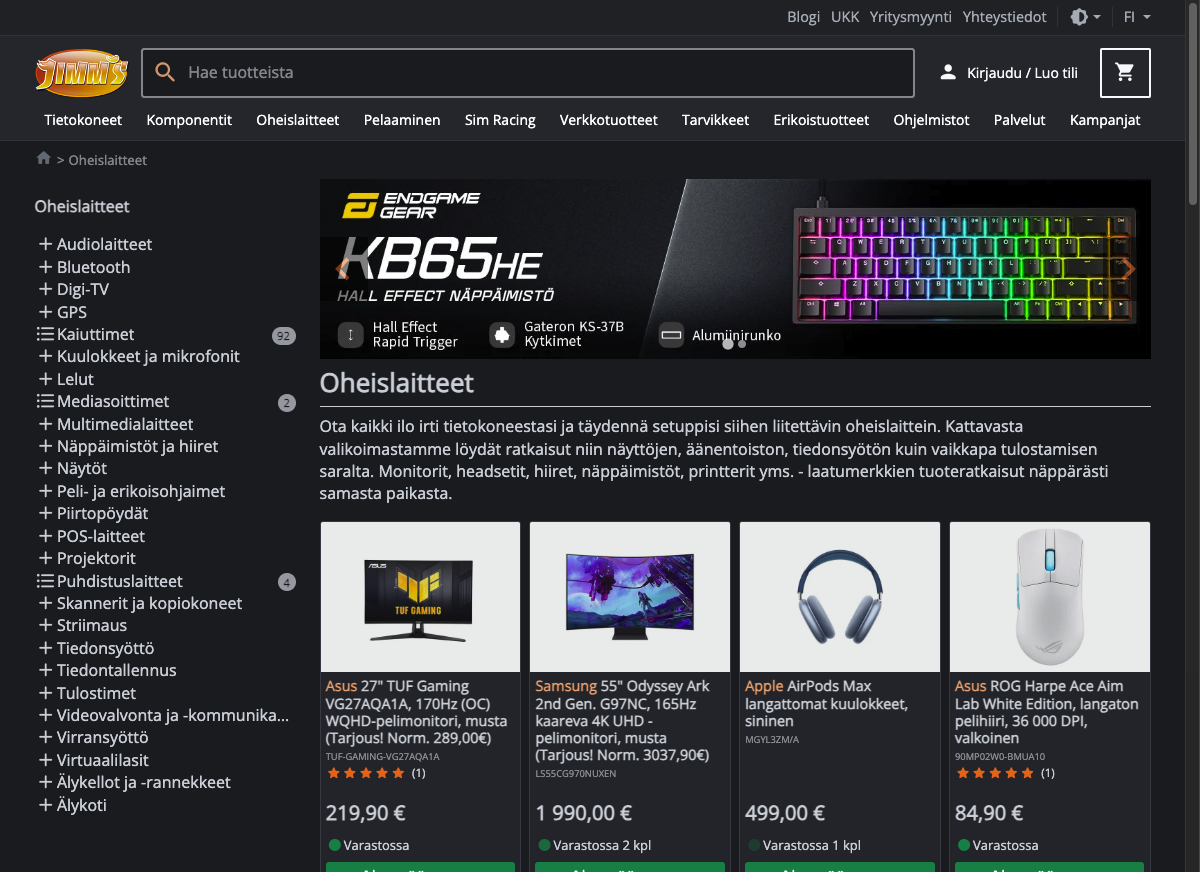 Blogi UKK Yritysmyynti Yhteystiedot FI
JIMM'S
Hae tuotteista
Kirjaudu / Luo tili
Tietokoneet Komponentit Oheislaitteet Pelaaminen Sim Racing Verkkotuotteet Tarvikkeet Erikoistuotteet Ohjelmistot Palvelut Kampanjat
> Oheislaitteet
Oheislaitteet
Audiolaitteet
Bluetooth
Digi-TV
GPS
Kaiuttimet 92
Kuulokkeet ja mikrofonit
Lelut
Mediasoittimet 2
Multimedialaitteet
Näppäimistöt ja hiiret
Näytöt
Peli- ja erikoisohjaimet
Piirtopöydät
POS-laitteet
Projektorit
Puhdistuslaitteet 4
Skannerit ja kopiokoneet
Striimaus
Tiedonsyöttö
Tiedontallennus
Tulostimet
Videovalvonta ja -kommunika...
Virransyöttö
Virtuaalilasit
Älykellot ja -rannekkeet
Älykoti
ENDGAME
GEAR
KB65HE
HALL EFFECT NÄPPÄIMISTÖ
Hall Effect
Rapid Trigger
Gateron KS-37B
Kytkimet
Alumiinirunko
Oheislaitteet
Ota kaikki ilo irti tietokoneestasi ja täydennä setuppisi siihen liitettävin oheislaittein. Kattavasta
valikoimastamme löydät ratkaisut niin näyttöjen, äänentoiston, tiedonsyötön kuin vaikkapa tulostamisen
saralta. Monitorit, headsetit, hiiret, näppäimistöt, printterit yms. - laatumerkkien tuoteratkaisut näppärästi
samasta paikasta.
ASUS
TUF GAMING
Asus 27" TUF Gaming
VG27AQA1A, 170Hz (OC)
WQHD-pelimonitori, musta
(Tarjous! Norm. 289,00€)
TUF-GAMING-VG27AQA1A
(1)
219,90 €
Varastossa
Samsung 55" Odyssey Ark
2nd Gen. G97NC, 165Hz
kaareva 4K UHD -
pelimonitori, musta
(Tarjous! Norm. 3037,90€)
LS55CG970NUXEN
1 990,00 €
Varastossa 2 kpl
Apple AirPods Max
langattomat kuulokkeet,
sininen
MGYL3ZM/A
499,00 €
Varastossa 1 kpl
Asus ROG Harpe Ace Aim
Lab White Edition, langaton
pelihiiri, 36 000 DPI,
valkoinen
90MP02W0-BMUA10
(1)
84,90 €
Varastossa